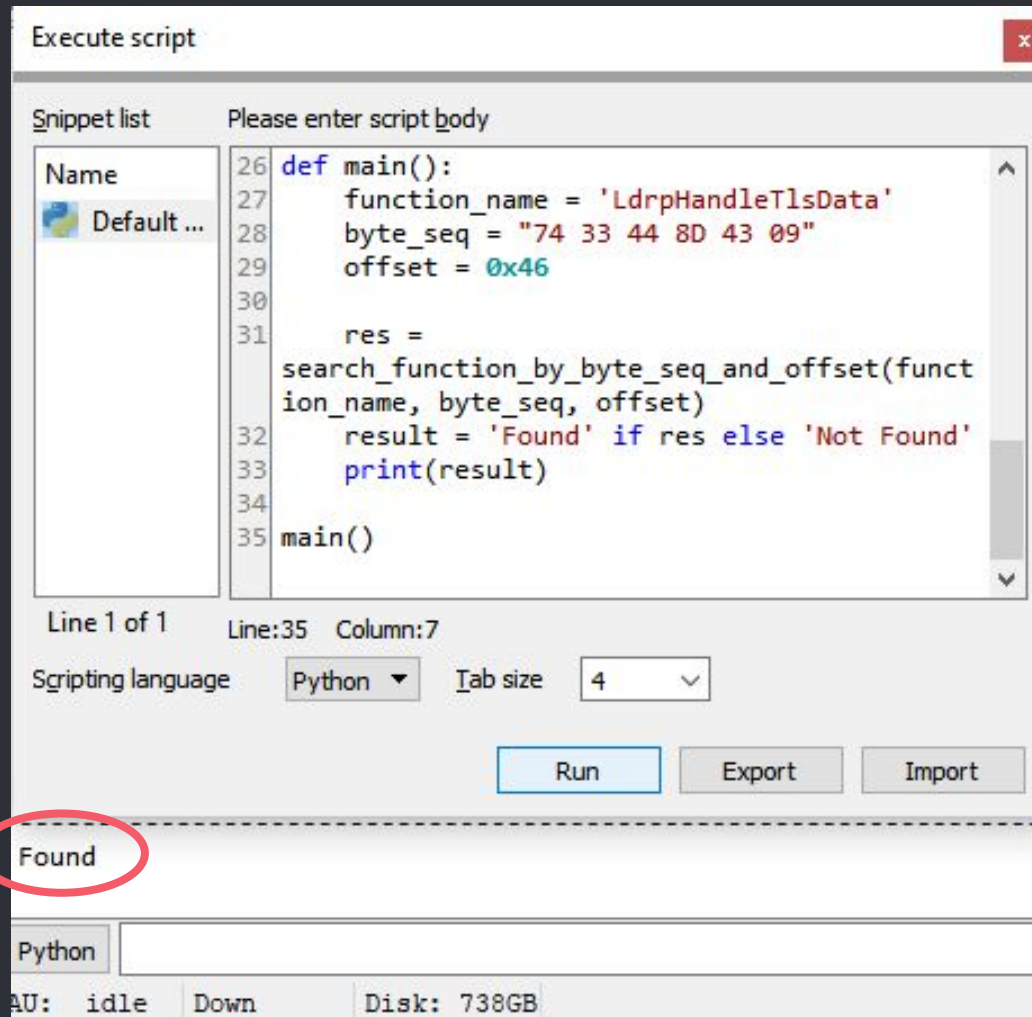 Execute script
x
Snippet list
Please enter script body
Name
Default ...
26 def main():
27     function_name = 'LdrpHandleTlsData'
28     byte_seq = "74 33 44 8D 43 09"
29     offset = 0x46
30
31     res =
search_function_by_byte_seq_and_offset(funct
ion_name, byte_seq, offset)
32     result = 'Found' if res else 'Not Found'
33     print(result)
34
35 main()
Line 1 of 1
Line:35 Column:7
Scripting language
Python
Tab size
4
Run
Export
Import
Found
Python
AU: idle Down Disk: 738GB